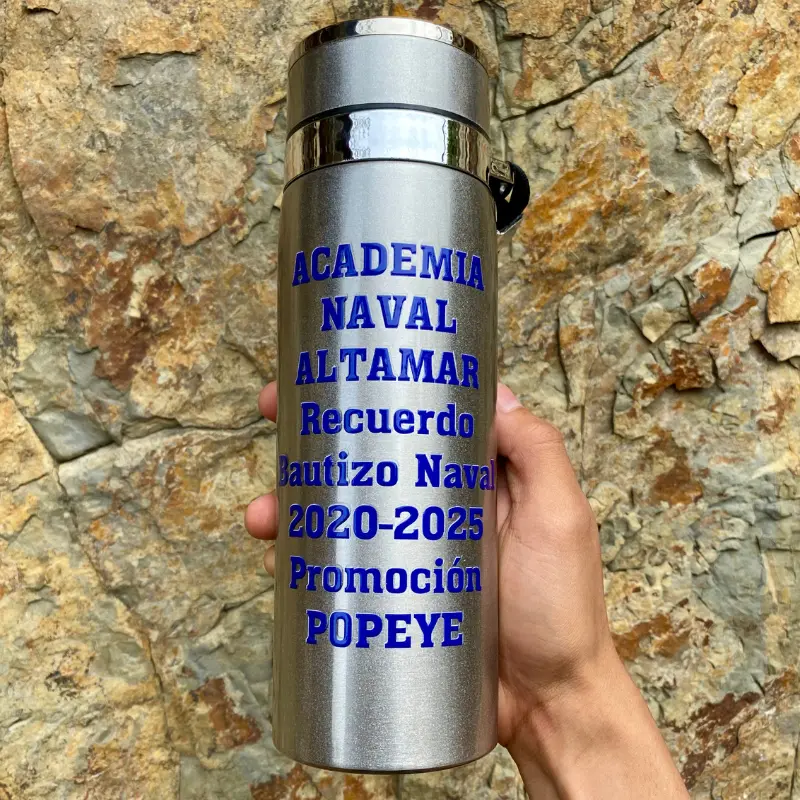 ACADEMIA
NAVAL
ALTAMAR
Recuerdo
Bautizo Naval
2020-2025
Promoción
POPEYE